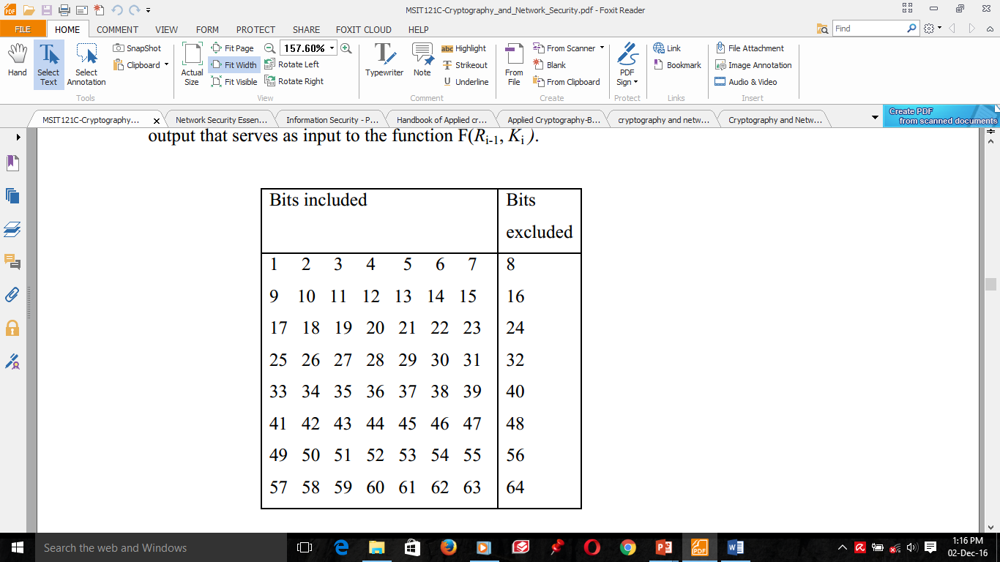 MSIT121C-Cryptography_and_Network_Security.pdf - Foxit Reader
FILE HOME COMMENT VIEW FORM PROTECT SHARE FOXIT CLOUD HELP
Find
Hand
Select Text
Select Annotation
SnapShot
Clipboard
Tools
Actual Size
Fit Page
Fit Width
Fit Visible
157.60%
Rotate Left
Rotate Right
View
Typewriter
Note
abc Highlight
Strikeout
U Underline
Comment
From File
From Scanner
Blank
From Clipboard
Create
PDF Sign
Protect
Link
Bookmark
Links
File Attachment
Image Annotation
Audio & Video
Insert
MSIT121C-Cryptography... x
Network Security Essen...
Information Security - P...
Handbook of Applied cr...
Applied Cryptography-B...
cryptography and netw...
Cryptography and Netw...
Create PDF
from scanned documents
output that serves as input to the function F(Ri-1, Ki ).
Bits included Bits
excluded
1 2 3 4 5 6 7 8
9 10 11 12 13 14 15 16
17 18 19 20 21 22 23 24
25 26 27 28 29 30 31 32
33 34 35 36 37 38 39 40
41 42 43 44 45 46 47 48
49 50 51 52 53 54 55 56
57 58 59 60 61 62 63 64
Search the web and Windows
1:16 PM
02-Dec-16